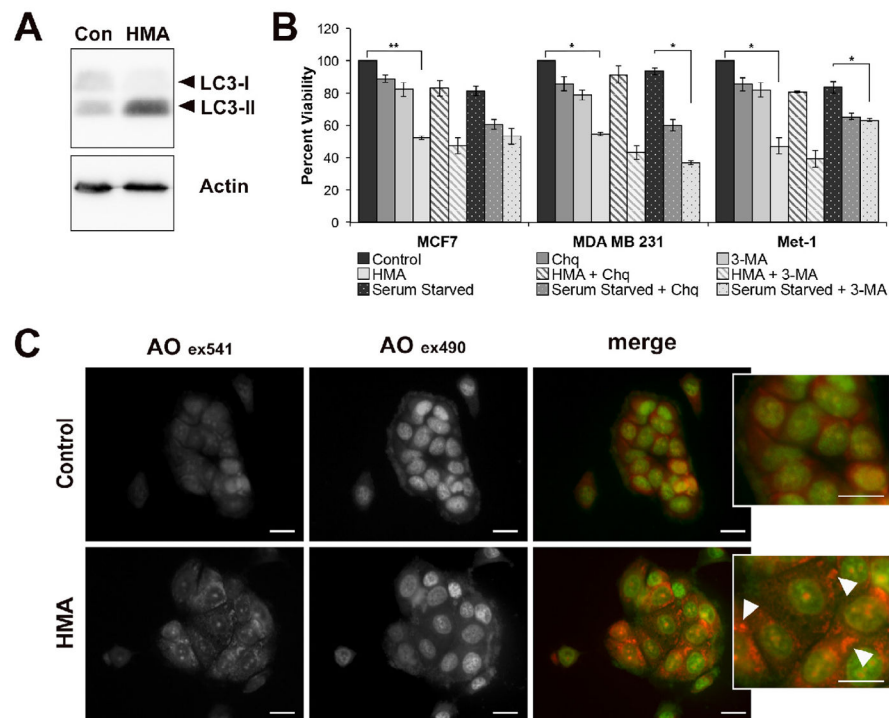 A
Con HMA
LC3-I
LC3-II
Actin
B
Percent Viability
120
100
80
60
40
20
0
**
*
*
*
*
MCF7
MDA MB 231
Met-1
Control
Chq
3-MA
HMA
HMA + Chq
HMA + 3-MA
Serum Starved
Serum Starved + Chq
Serum Starved + 3-MA
C
AO ex541
AO ex490
merge
Control
HMA